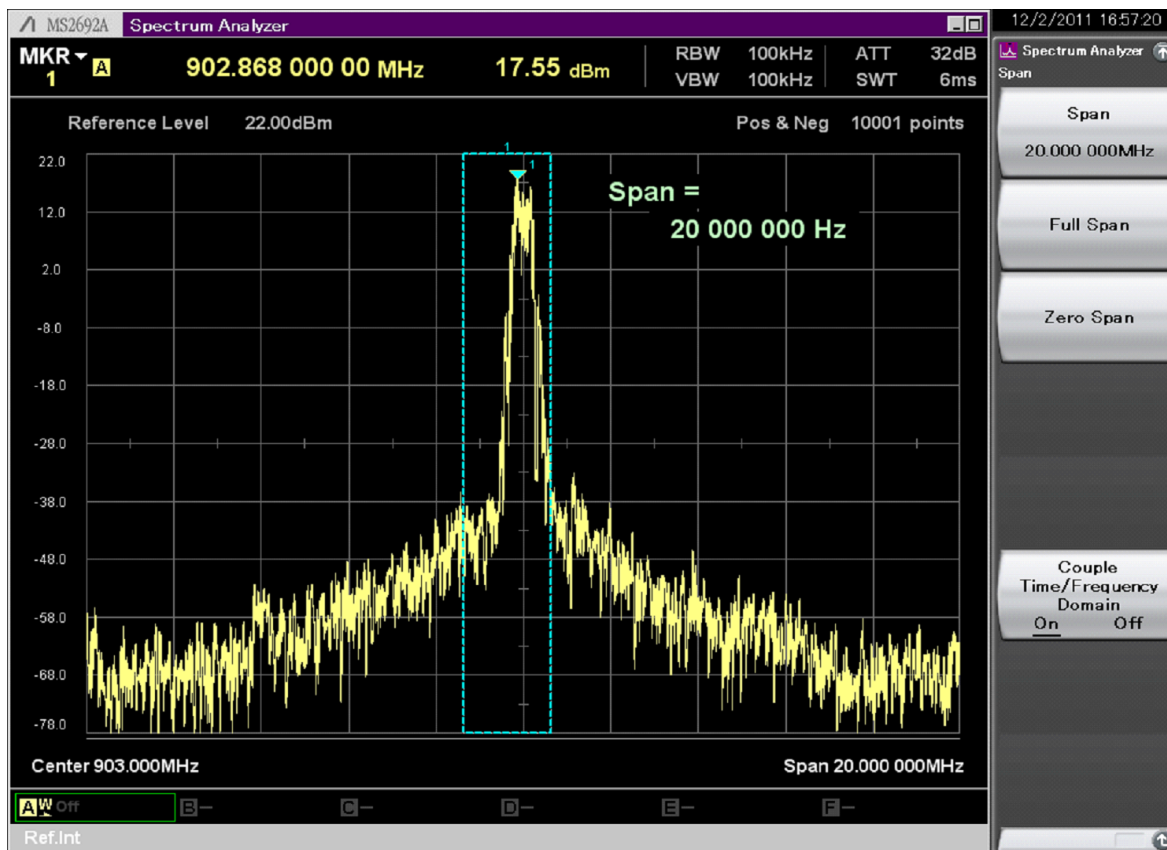 MS2692A Spectrum Analyzer
12/2/2011 16:57:20
MKR A 902.868 000 00 MHz 17.55 dBm RBW 100kHz ATT 32dB
1 VBW 100kHz SWT 6ms
Spectrum Analyzer
Span
Reference Level 22.00dBm Pos & Neg 10001 points
Span
20.000 000MHz
Full Span
Zero Span
Couple
Time/Frequency
Domain
On Off
1
1
Span =
20 000 000 Hz
22.0
12.0
2.0
-8.0
-18.0
-28.0
-38.0
-48.0
-58.0
-68.0
-78.0
Center 903.000MHz Span 20.000 000MHz
A W Off B- C- D- E- F-
Ref.Int